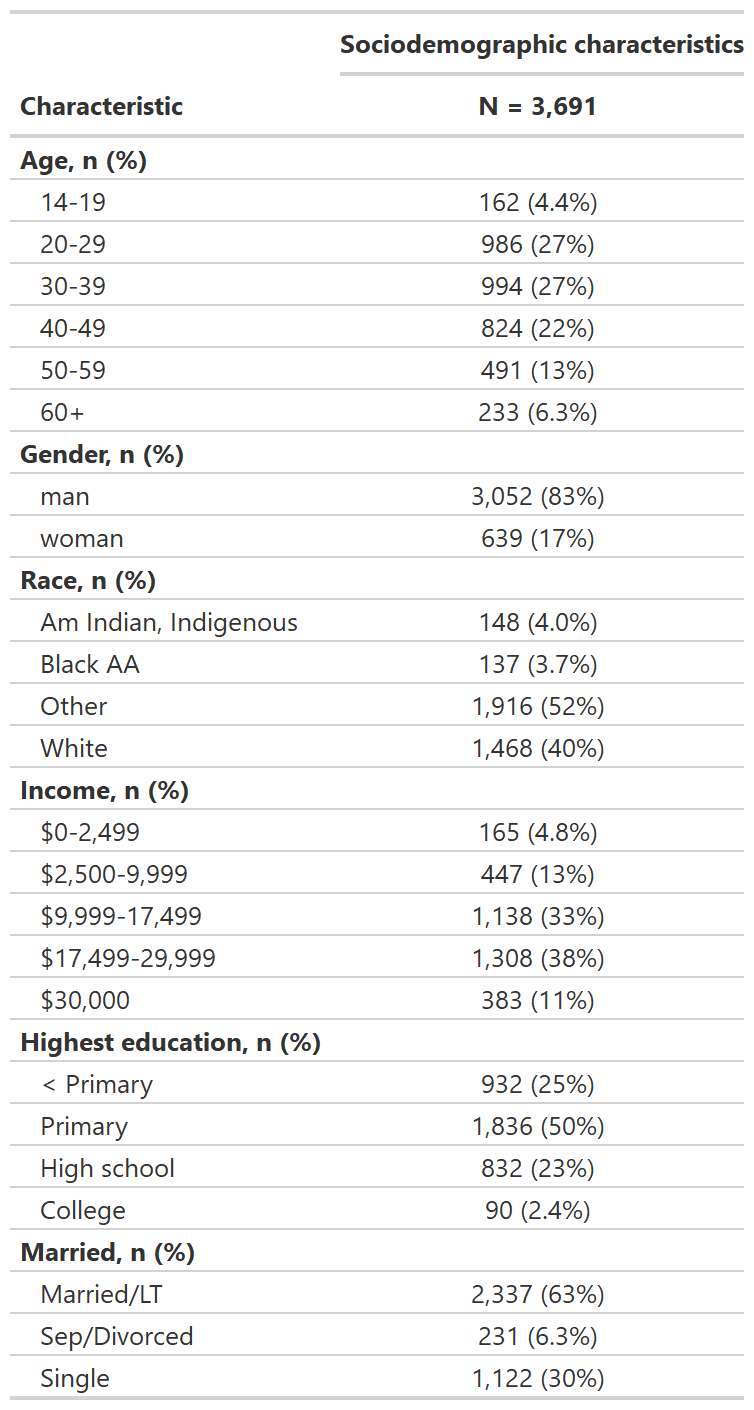 Sociodemographic characteristics
Characteristic N = 3,691
Age, n (%)
14-19 162 (4.4%)
20-29 986 (27%)
30-39 994 (27%)
40-49 824 (22%)
50-59 491 (13%)
60+ 233 (6.3%)
Gender, n (%)
man 3,052 (83%)
woman 639 (17%)
Race, n (%)
Am Indian, Indigenous 148 (4.0%)
Black AA 137 (3.7%)
Other 1,916 (52%)
White 1,468 (40%)
Income, n (%)
$0-2,499 165 (4.8%)
$2,500-9,999 447 (13%)
$9,999-17,499 1,138 (33%)
$17,499-29,999 1,308 (38%)
$30,000 383 (11%)
Highest education, n (%)
< Primary 932 (25%)
Primary 1,836 (50%)
High school 832 (23%)
College 90 (2.4%)
Married, n (%)
Married/LT 2,337 (63%)
Sep/Divorced 231 (6.3%)
Single 1,122 (30%)